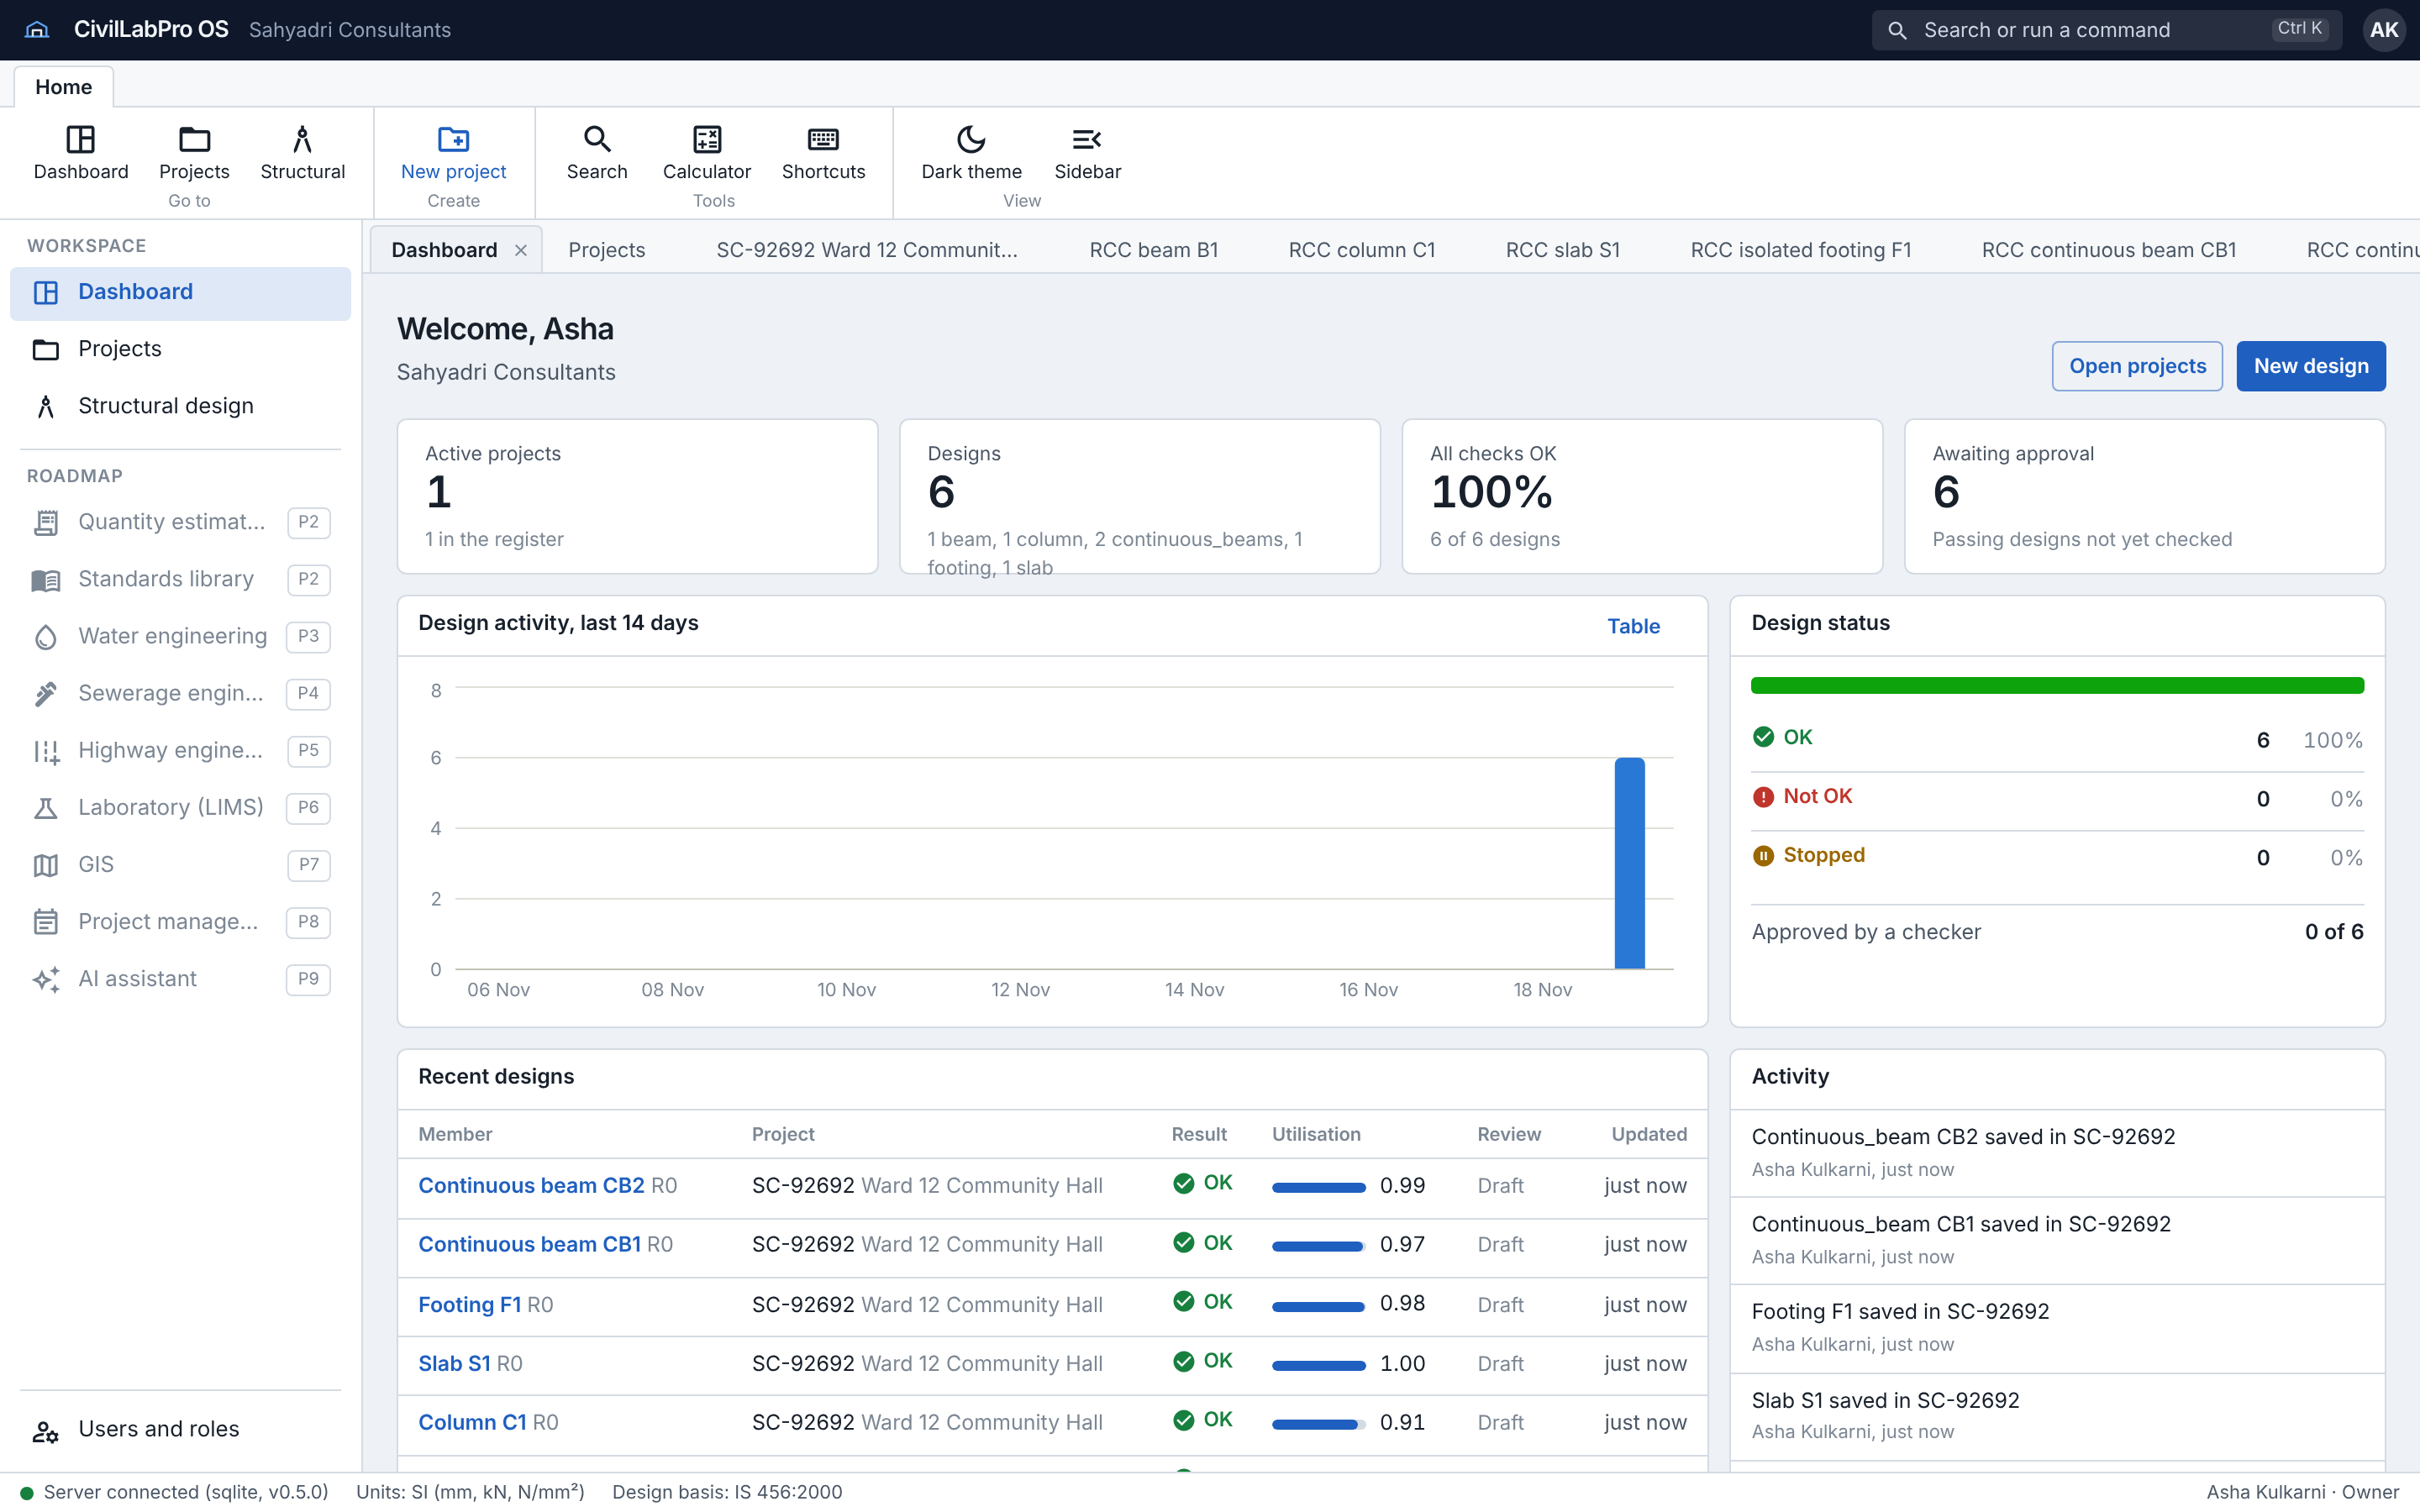 CivilLabPro OS Sahyadri Consultants Search or run a command Ctrl K AK
Home
Dashboard Projects Structural New project Search Calculator Shortcuts Dark theme Sidebar
Go to Create Tools View
WORKSPACE
Dashboard
Projects
Structural design
ROADMAP
Quantity estimat... P2
Standards library P2
Water engineering P3
Sewerage engin... P4
Highway engine... P5
Laboratory (LIMS) P6
GIS P7
Project manage... P8
AI assistant P9
Users and roles
Dashboard Projects SC-92692 Ward 12 Communit... RCC beam B1 RCC column C1 RCC slab S1 RCC isolated footing F1 RCC continuous beam CB1 RCC continu
Welcome, Asha
Sahyadri Consultants
Open projects New design
Active projects
1
1 in the register
Designs
6
1 beam, 1 column, 2 continuous_beams, 1
footing, 1 slab
All checks OK
100%
6 of 6 designs
Awaiting approval
6
Passing designs not yet checked
Design activity, last 14 days Table
8
6
4
2
0
06 Nov 08 Nov 10 Nov 12 Nov 14 Nov 16 Nov 18 Nov
Design status
OK 6 100%
Not OK 0 0%
Stopped 0 0%
Approved by a checker 0 of 6
Recent designs
Member Project Result Utilisation Review Updated
Continuous beam CB2 R0 SC-92692 Ward 12 Community Hall OK 0.99 Draft just now
Continuous beam CB1 R0 SC-92692 Ward 12 Community Hall OK 0.97 Draft just now
Footing F1 R0 SC-92692 Ward 12 Community Hall OK 0.98 Draft just now
Slab S1 R0 SC-92692 Ward 12 Community Hall OK 1.00 Draft just now
Column C1 R0 SC-92692 Ward 12 Community Hall OK 0.91 Draft just now
Activity
Continuous_beam CB2 saved in SC-92692
Asha Kulkarni, just now
Continuous_beam CB1 saved in SC-92692
Asha Kulkarni, just now
Footing F1 saved in SC-92692
Asha Kulkarni, just now
Slab S1 saved in SC-92692
Asha Kulkarni, just now
Server connected (sqlite, v0.5.0) Units: SI (mm, kN, N/mm²) Design basis: IS 456:2000 Asha Kulkarni · Owner